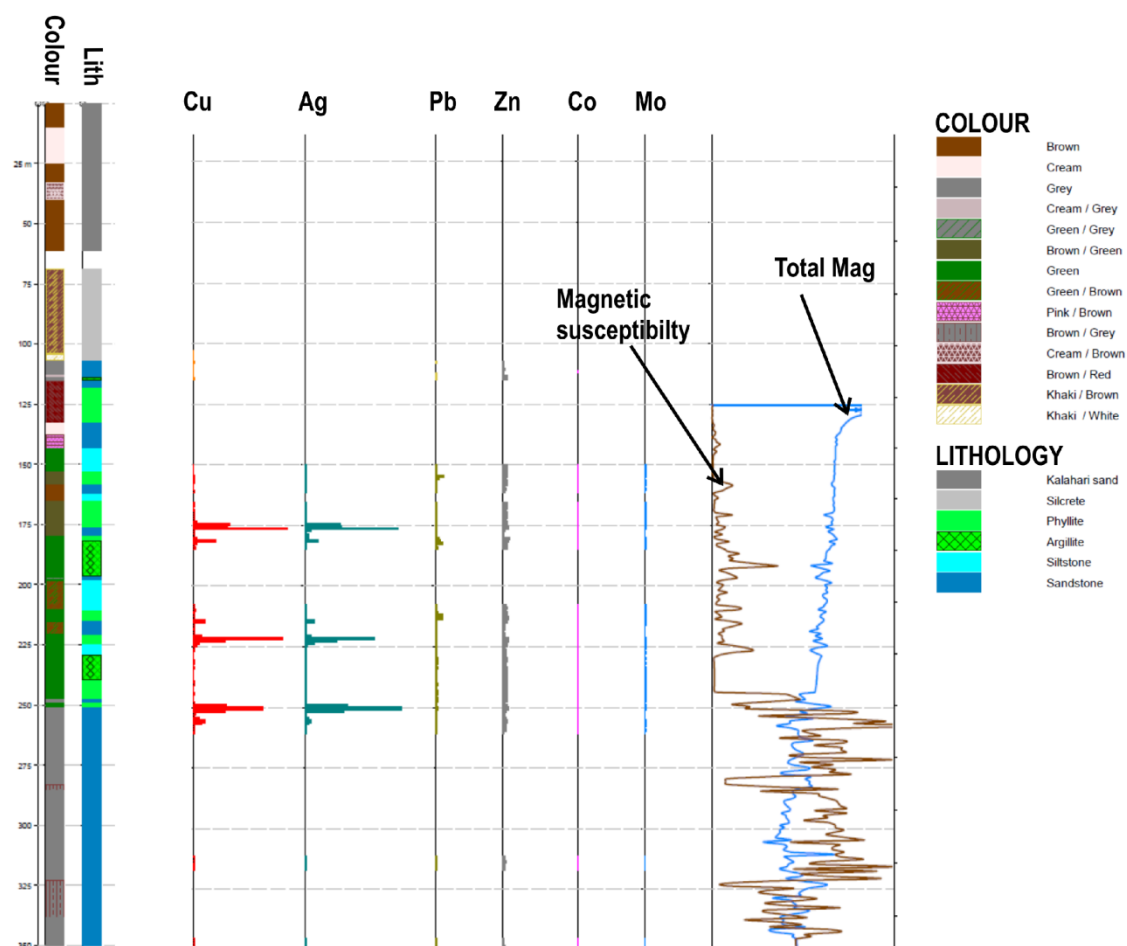 Colour
Lith
Cu
Ag
Pb
Zn
Co
Mo
25 m
50
75
100
125
150
175
200
225
250
275
300
325
350
Magnetic
susceptibilty
Total Mag
COLOUR
Brown
Cream
Grey
Cream / Grey
Green / Grey
Brown / Green
Green
Green / Brown
Pink / Brown
Brown / Grey
Cream / Brown
Brown / Red
Khaki / Brown
Khaki / White
LITHOLOGY
Kalahari sand
Silcrete
Phyllite
Argillite
Siltstone
Sandstone